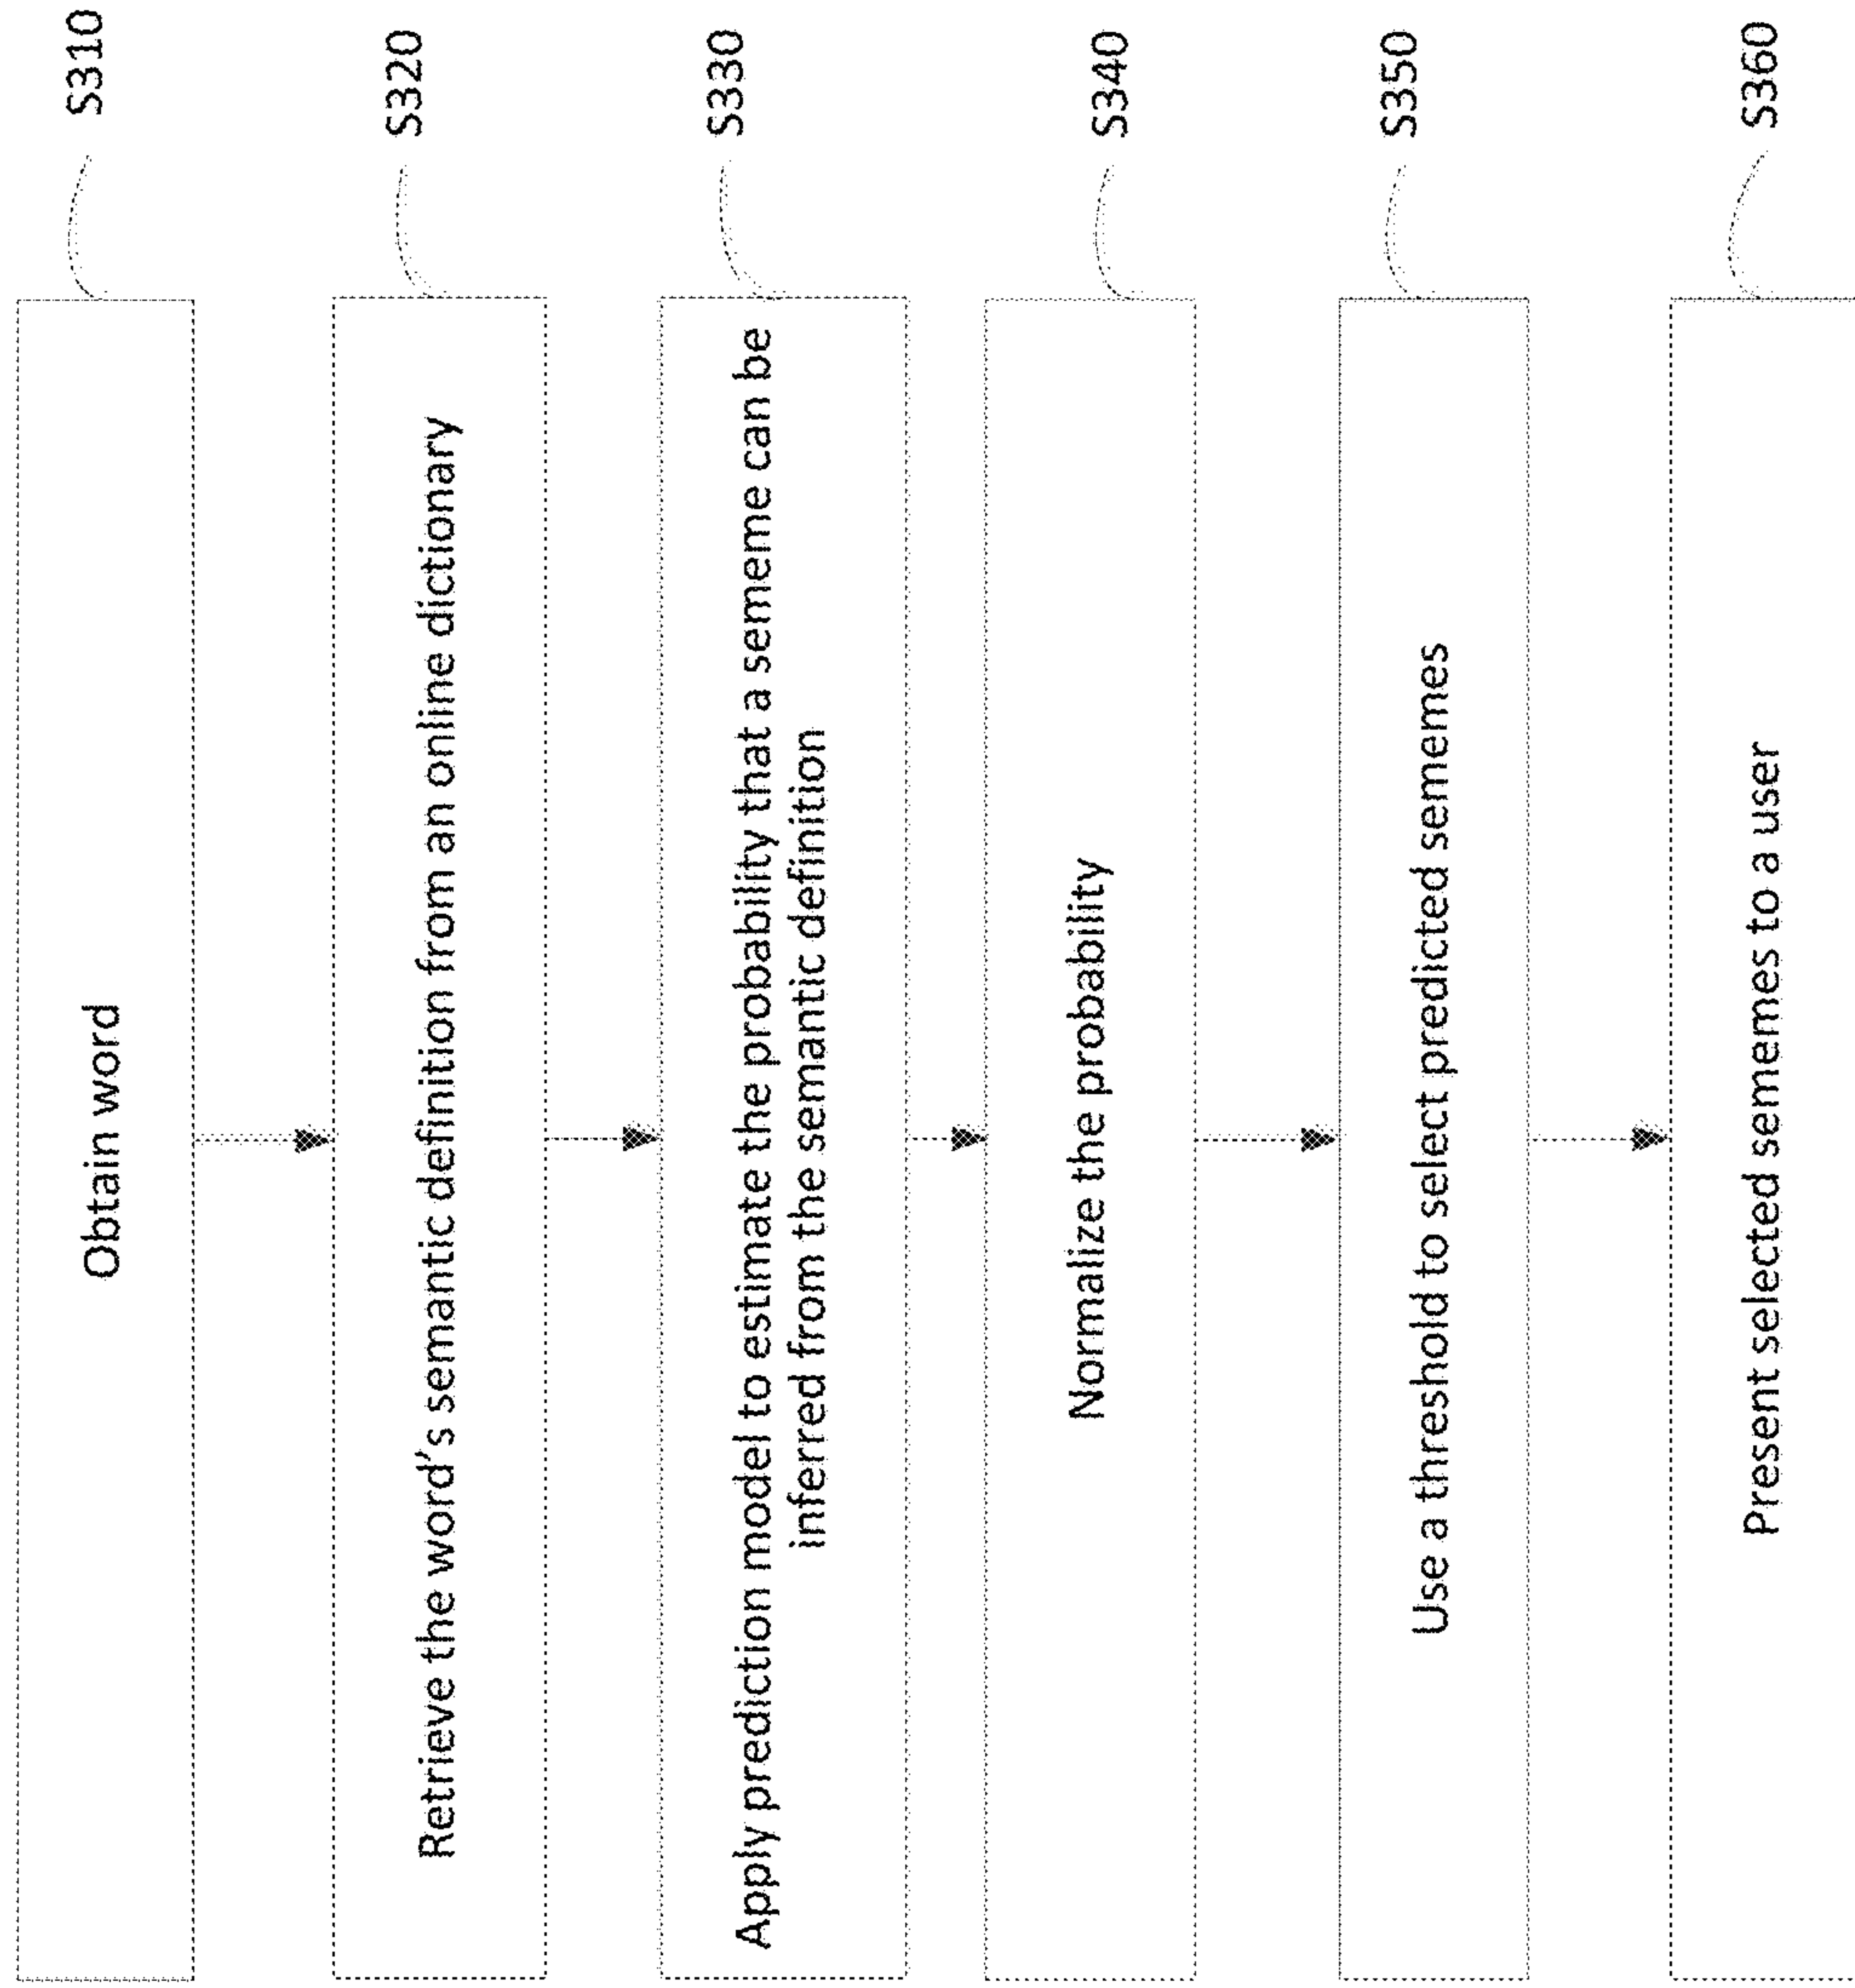 Obtain word
S310
Retrieve the word's semantic definition from an online dictionary
S320
Apply prediction model to estimate the probability that a sememe can be
inferred from the semantic definition
S330
Normalize the probability
S340
Use a threshold to select predicted sememes
S350
Present selected sememes to a user
S360